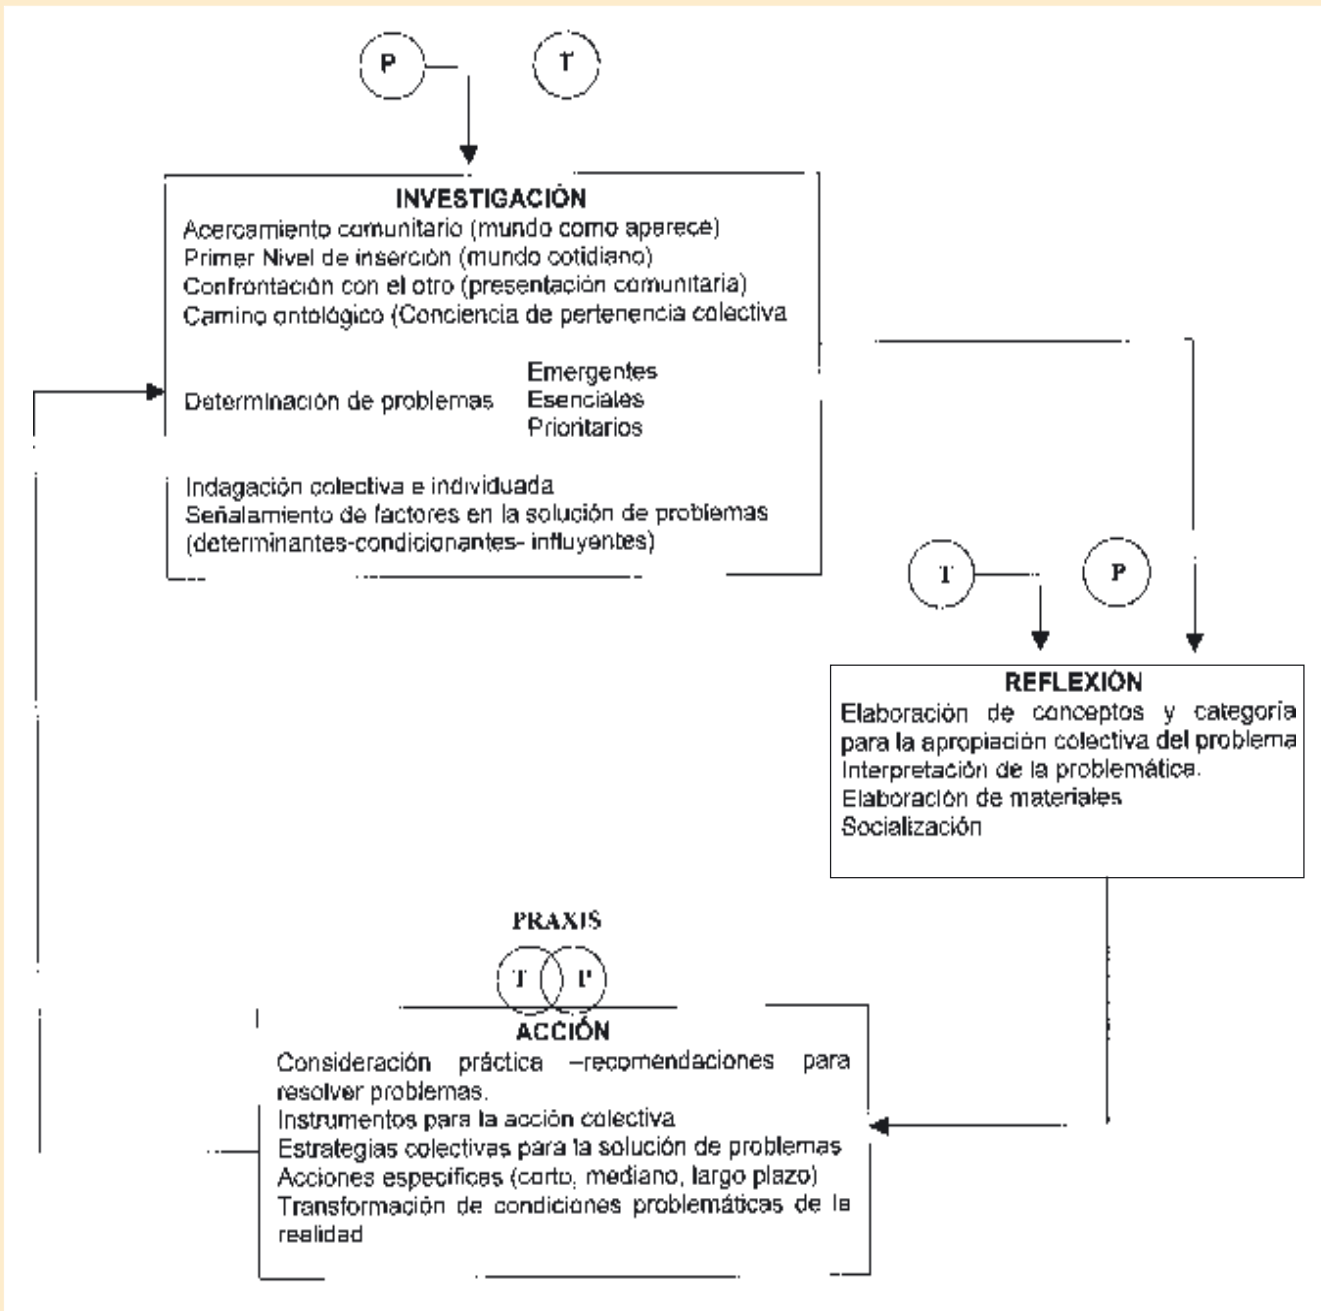 P
T
INVESTIGACIÓN
Acercamiento comunitario (mundo como aparece)
Primer Nivel de inserción (mundo cotidiano)
Confrontación con el otro (presentación comunitaria)
Camino ontológico (Conciencia de pertenencia colectiva
Emergentes
Determinación de problemas
Esenciales
Prioritarios
Indagación colectiva e individuada
Señalamiento de factores en la solución de problemas
(determinantes-condicionantes- influyentes)
T
P
REFLEXIÓN
Elaboración de conceptos y categoría
para la apropiación colectiva del problema
Interpretación de la problemática.
Elaboración de materiales
Socialización
PRAXIS
T
P
ACCIÓN
Consideración práctica –recomendaciones para
resolver problemas.
Instrumentos para la acción colectiva
Estrategias colectivas para la solución de problemas
Acciones específicas (corto, mediano, largo plazo)
Transformación de condiciones problemáticas de la
realidad